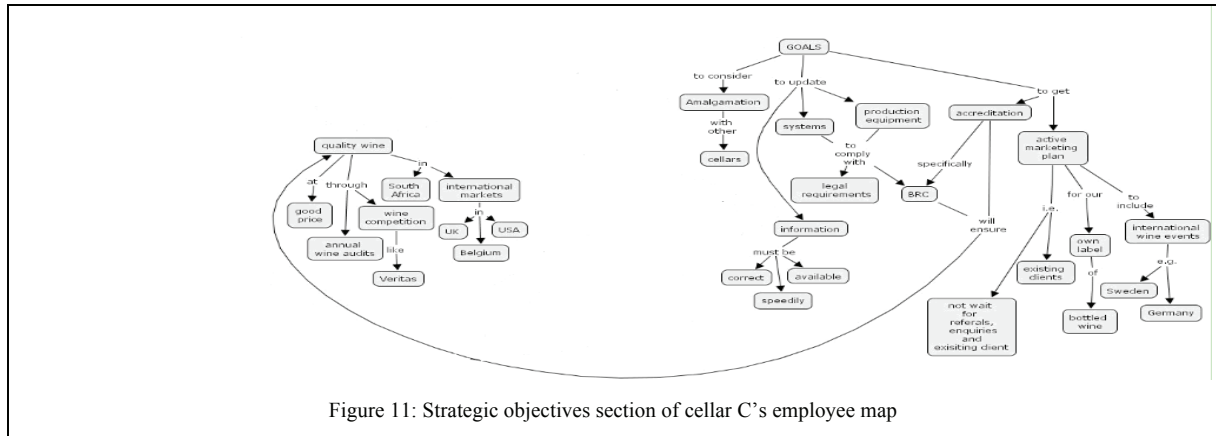 GOALS
to consider
to update
to get
Amalgamation
production
equipment
accreditation
with
other
systems
active
marketing
plan
cellars
to
comply
with
specifically
quality wine
in
at
through
South
Africa
international
markets
legal
requirements
BRC
for our
to
include
i.e.
good
price
wine
competition
in
will
ensure
information
UK
USA
international
wine events
annual
wine audits
like
Belgium
must be
own
label
e.g.
Veritas
correct
available
existing
clients
of
Sweden
speedily
not wait
for
referals,
enquiries
and
exisiting client
bottled
wine
Germany
Figure 11: Strategic objectives section of cellar C’s employee map